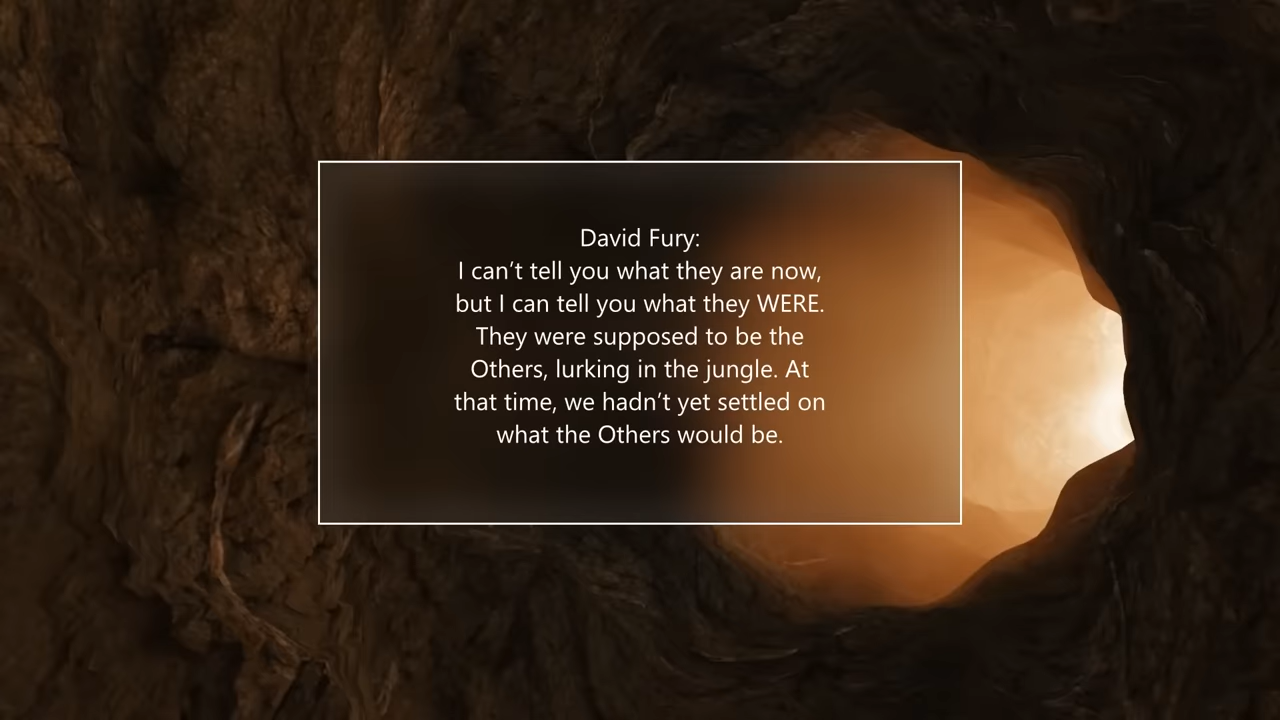 David Fury:
I can’t tell you what they are now,
but I can tell you what they WERE.
They were supposed to be the
Others, lurking in the jungle. At
that time, we hadn’t yet settled on
what the Others would be.